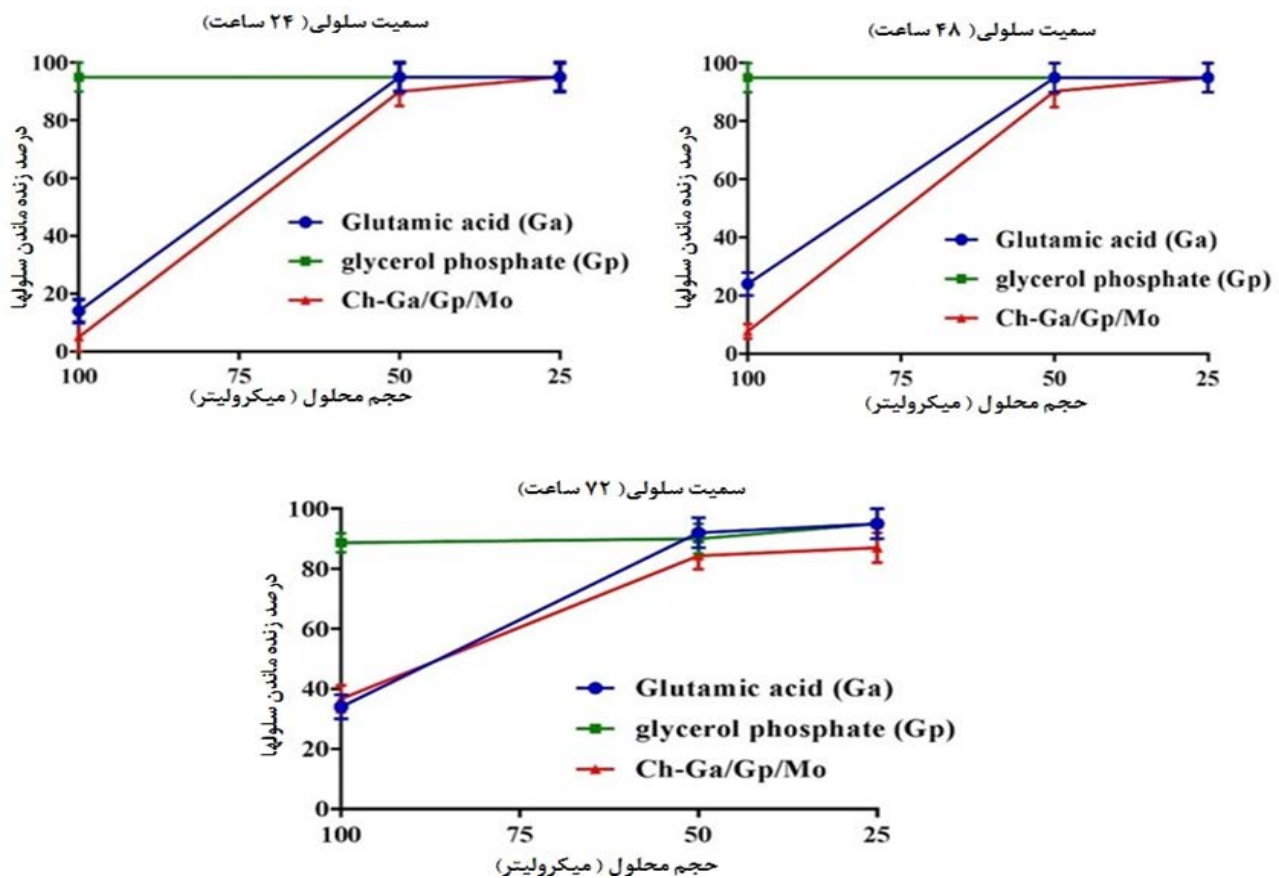 سمیت سلولی( ۲۴ ساعت)
درصد زنده ماندن سلولها
100
80
60
40
20
0
Glutamic acid (Ga)
glycerol phosphate (Gp)
Ch-Ga/Gp/Mo
100 75 50 25
حجم محلول ( میکرولیتر)
سمیت سلولی( ۴۸ ساعت)
درصد زنده ماندن سلولها
100
80
60
40
20
0
Glutamic acid (Ga)
glycerol phosphate (Gp)
Ch-Ga/Gp/Mo
100 75 50 25
حجم محلول ( میکرولیتر)
سمیت سلولی( ۷۲ ساعت)
درصد زنده ماندن سلولها
100
80
60
40
20
0
Glutamic acid (Ga)
glycerol phosphate (Gp)
Ch-Ga/Gp/Mo
100 75 50 25
حجم محلول ( میکرولیتر)